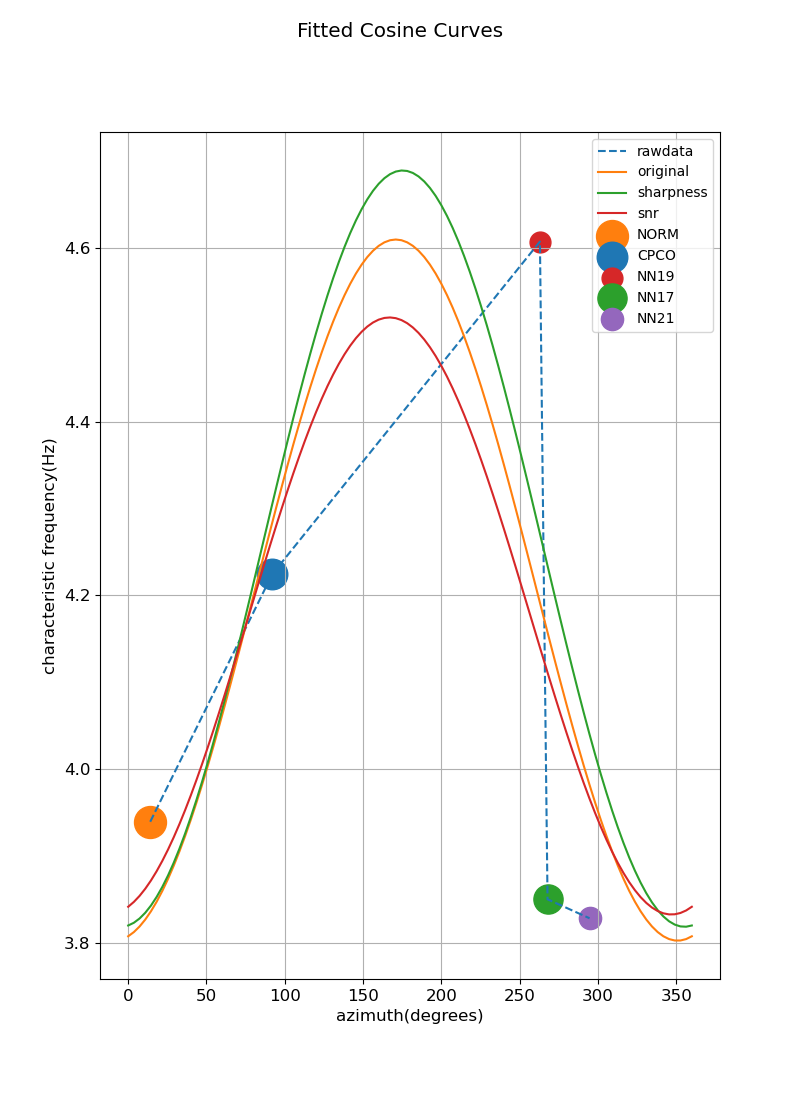 Fitted Cosine Curves
rawdata
original
sharpness
snr
NORM
CPCO
NN19
NN17
NN21
4.6
4.4
4.2
4.0
3.8
characteristic frequency(Hz)
0 50 100 150 200 250 300 350
azimuth(degrees)